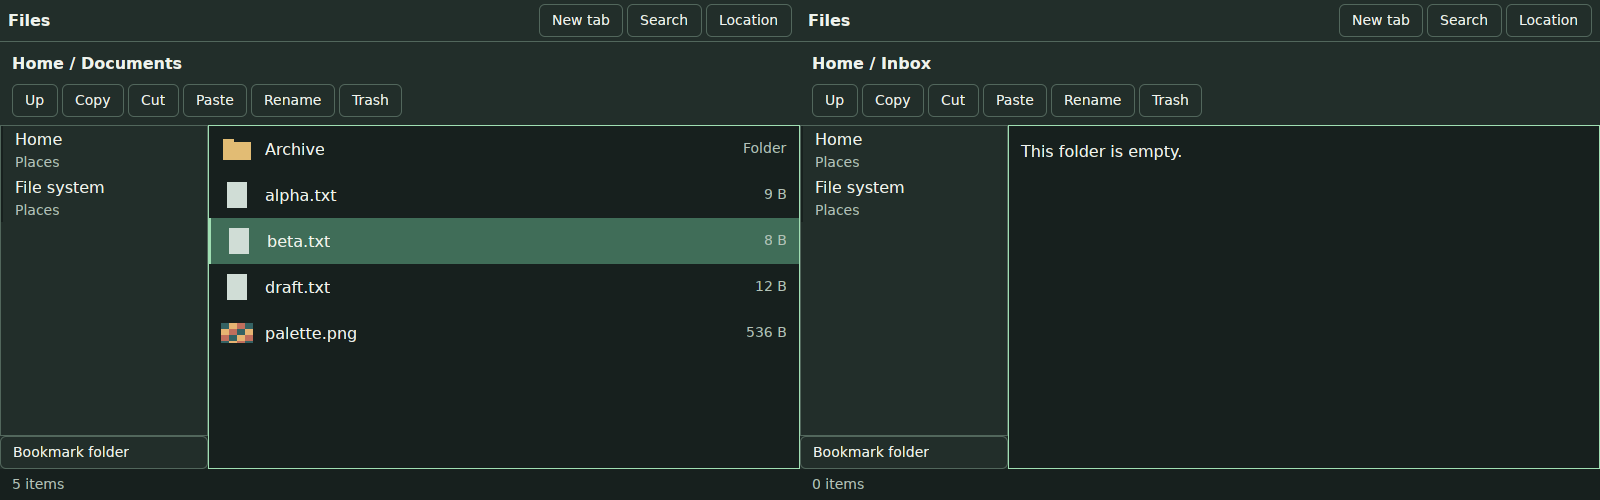 Files New tab Search Location
Home / Documents
Up Copy Cut Paste Rename Trash
Home
Places
File system
Places
Bookmark folder
Archive Folder
alpha.txt 9 B
beta.txt 8 B
draft.txt 12 B
palette.png 536 B
5 items
Files New tab Search Location
Home / Inbox
Up Copy Cut Paste Rename Trash
Home
Places
File system
Places
Bookmark folder
This folder is empty.
0 items